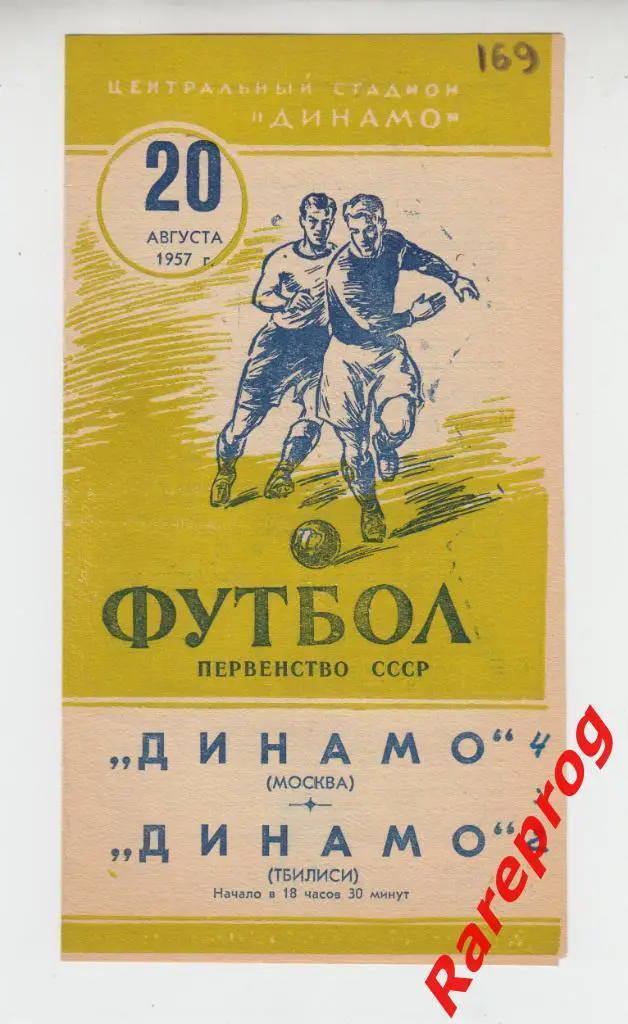 169
ЦЕНТРАЛЬНЫЙ СТАДИОН
"ДИНАМО"
20
АВГУСТА
1957 г.
ФУТБОЛ
ПЕРВЕНСТВО СССР
„ДИНАМО“ 4
(МОСКВА)
„ДИНАМО“
(ТБИЛИСИ)
Начало в 18 часов 30 минут
Rareprog